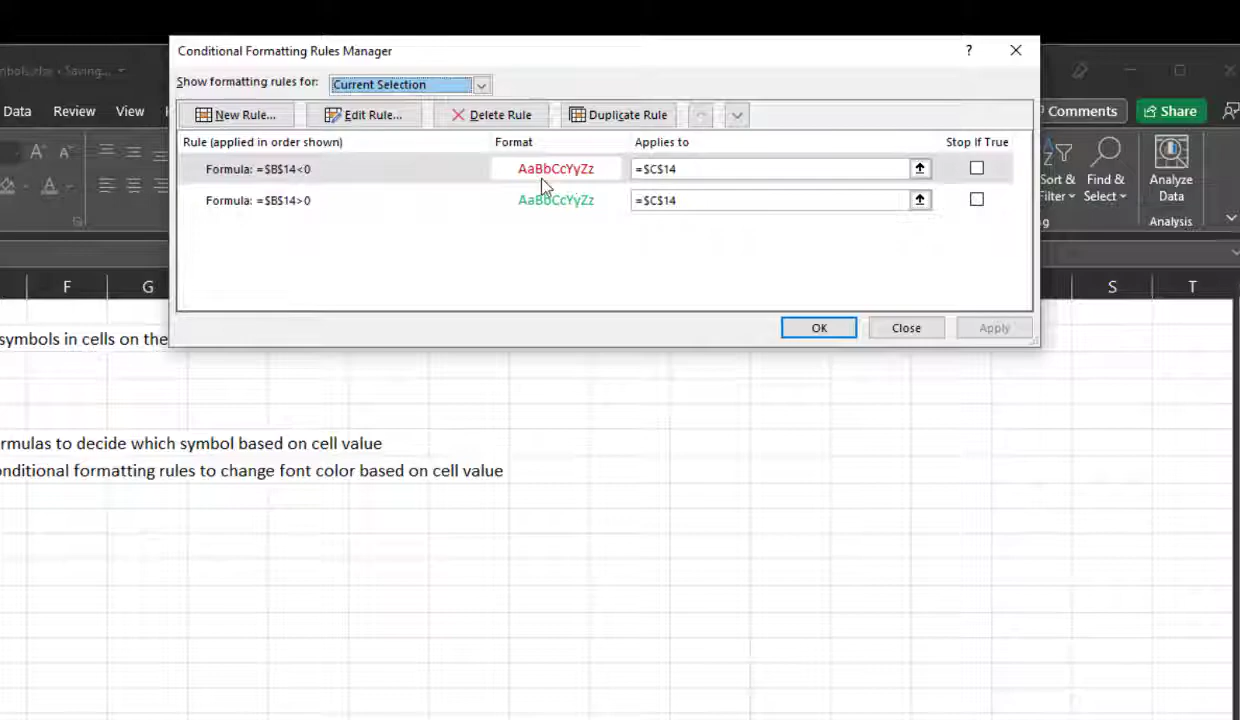 Conditional Formatting Rules Manager
?
Show formatting rules for: Current Selection
New Rule... Edit Rule... Delete Rule Duplicate Rule
Rule (applied in order shown) Format Applies to Stop If True
Formula: =$B$14<0 AaBbCcYyZz =$C$14
Formula: =$B$14>0 AaBbCcYyZz =$C$14
OK Close Apply
• Saving...
Data Review View
Comments Share
A A
Sort & Filter
Find & Select
Analyze Data
Analysis
F G S T
symbols in cells on the
rmulas to decide which symbol based on cell value
onditional formatting rules to change font color based on cell value